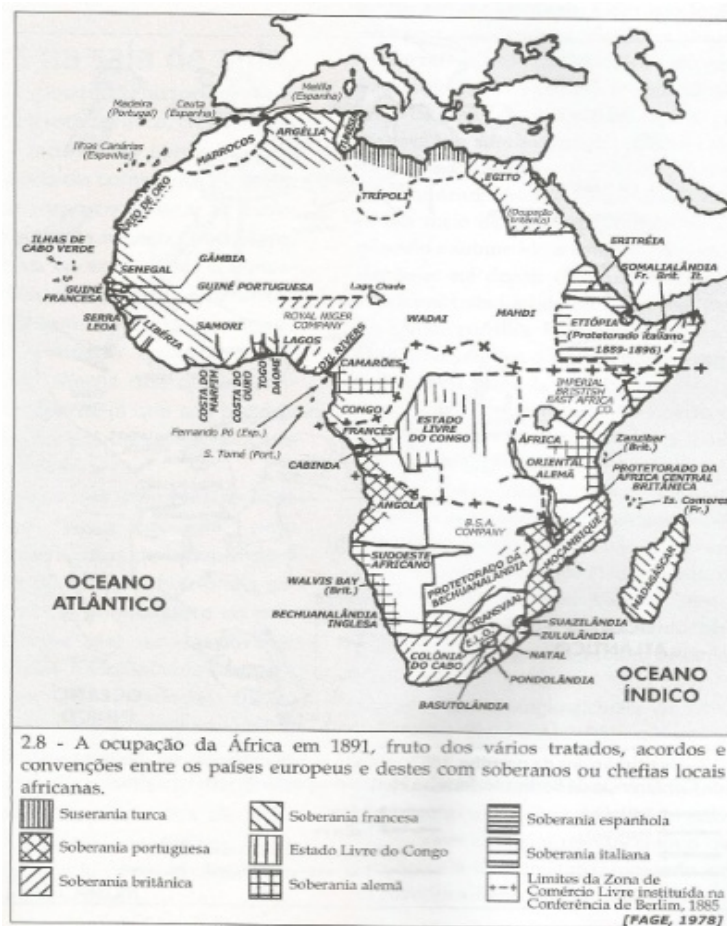 Melilla
(Espanha)
Madeira
(Portugal)
Ceuta
(Espanha)
Ilhas Canárias
(Espanha)
MARROCOS
ARGÉLIA
TRÍPOLI
EGITO
(Ocupação
britânica)
RIO DE ORO
ILHAS DE
CABO VERDE
SENEGAL
GÂMBIA
GUINÉ PORTUGUESA
GUINÉ
FRANCESA
SERRA
LEOA
LIBÉRIA
SAMORI
Lago Chade
ROYAL NIGER
COMPANY
LAGOS
OIL RIVERS
WADAI
MAHDI
ERITRÉIA
SOMALIALÂNDIA
Fr. Brit. It.
ETIÓPIA
(Protetorado italiano
1889-1896)
COSTA DO
MARFIM
COSTA DO
OURO
TOGO
DAOMÉ
CAMARÕES
Fernando Pó (Esp.)
S. Tomé (Port.)
CONGO
FRANCÊS
CABINDA
ESTADO
LIVRE
DO CONGO
IMPERIAL
BRISTISH
EAST AFRICA
CO.
ÁFRICA
ORIENTAL
ALEMÃ
Zanzibar
(Brit.)
PROTETORADO DA
ÁFRICA CENTRAL
BRITÂNICA
Is. Comores
(Fr.)
ANGOLA
B.S.A.
COMPANY
MOÇAMBIQUE
MADAGASCAR
SUDOESTE
AFRICANO
WALVIS BAY
(Brit.)
PROTETORADO DA
BECHUANALÂNDIA
BECHUANALÂNDIA
INGLESA
TRANSVAAL
E.L.O.
COLÔNIA
DO CABO
SUAZILÂNDIA
ZULULÂNDIA
NATAL
PONDOLÂNDIA
BASUTOLÂNDIA
OCEANO
ATLÂNTICO
OCEANO
ÍNDICO
2.8 - A ocupação da África em 1891, fruto dos vários tratados, acordos e
convenções entre os países europeus e destes com soberanos ou chefias locais
africanas.
Suserania turca
Soberania portuguesa
Soberania britânica
Soberania francesa
Estado Livre do Congo
Soberania alemã
Soberania espanhola
Soberania italiana
Limites da Zona de
Comércio Livre instituída na
Conferência de Berlim, 1885
[FAGE, 1978]